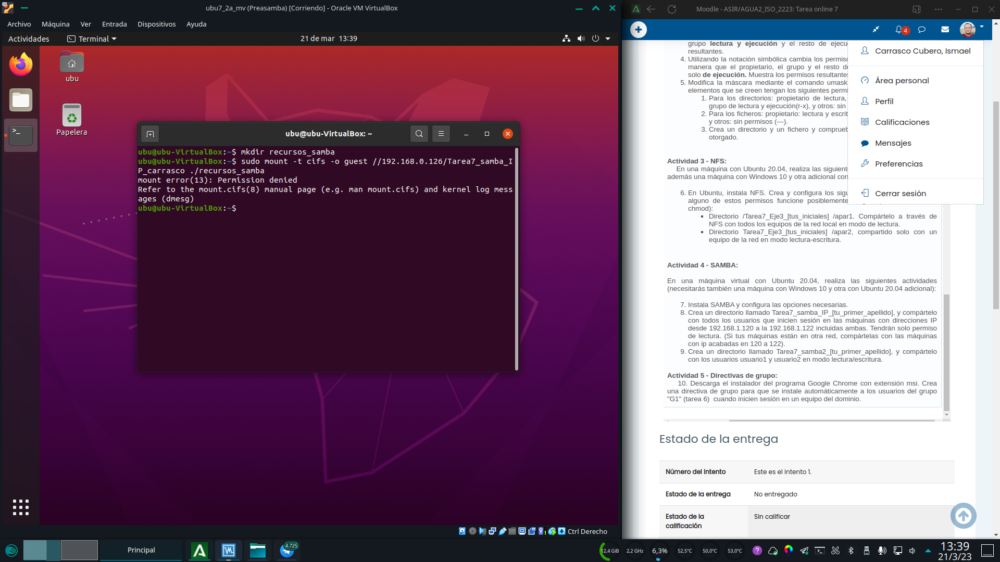 ubu7_2a_mv (Preasamba) [Corriendo] - Oracle VM VirtualBox
Archivo Máquina Ver Entrada Dispositivos Ayuda
Actividades Terminal 21 de mar 13:39
ubu
Papelera
ubu@ubu-VirtualBox: ~
ubu@ubu-VirtualBox:~$ mkdir recursos_samba
ubu@ubu-VirtualBox:~$ sudo mount -t cifs -o guest //192.168.0.126/Tarea7_samba_I
P_carrasco ./recursos_samba
mount error(13): Permission denied
Refer to the mount.cifs(8) manual page (e.g. man mount.cifs) and kernel log mess
ages (dmesg)
ubu@ubu-VirtualBox:~$
Ctrl Derecho
Moodle - ASIR/AGUA2_ISO_2223: Tarea online 7
4
Carrasco Cubero, Ismael
Área personal
Perfil
Calificaciones
Mensajes
Preferencias
Cerrar sesión
grupo lectura y ejecución y el resto de ejecu
resultantes.
4. Utilizando la notación simbólica cambia los permis
manera que el propietario, el grupo y el resto d
solo de ejecución. Muestra los permisos resultante
5. Modifica la máscara mediante el comando umask
elementos que se creen tengan los siguientes permi
1. Para los directorios: propietario de lectura,
grupo de lectura y ejecución(r-x), y otros: sin
2. Para los ficheros: propietario: lectura y escrit
y otros: sin permisos (---).
3. Crea un directorio y un fichero y comprueb
otorgado.
Actividad 3 - NFS:
En una máquina con Ubuntu 20.04, realiza las siguient
además una máquina con Windows 10 y otra adicional con
6. En Ubuntu, instala NFS. Crea y configura los sigu
alguno de estos permisos funcione posiblemente
chmod):
▪ Directorio /Tarea7_Eje3_[tus_iniciales] /apar1. Compártelo a través de
NFS con todos los equipos de la red local en modo de lectura.
▪ Directorio Tarea7_Eje3_[tus_iniciales] /apar2, compartido solo con un
equipo de la red en modo lectura-escritura.
Actividad 4 - SAMBA:
En una máquina virtual con Ubuntu 20.04, realiza las siguientes actividades
(necesitarás también una máquina con Windows 10 y otra con Ubuntu 20.04 adicional):
7. Instala SAMBA y configura las opciones necesarias.
8. Crea un directorio llamado Tarea7_samba_IP_[tu_primer_apellido], y compártelo
con todos los usuarios que inicien sesión en las máquinas con direcciones IP
desde 192.168.1.120 a la 192.168.1.122 incluidas ambas. Tendrán solo permiso
de lectura. (Si tus máquinas están en otra red, compártelas con las máquinas
con ip acabadas en 120 a 122).
9. Crea un directorio llamado Tarea7_samba2_[tu_primer_apellido], y compártelo
con los usuarios usuario1 y usuario2 en modo lectura/escritura.
Actividad 5 - Directivas de grupo:
10. Descarga el instalador del programa Google Chrome con extensión msi. Crea
una directiva de grupo para que se instale automáticamente a los usuarios del grupo
"G1" (tarea 6) cuando inicien sesión en un equipo del dominio.
Estado de la entrega
Número del intento Este es el intento 1.
Estado de la entrega No entregado
Estado de la Sin calificar
calificación
Principal 4.725 12,4 GiB 2,2 GHz 6,3% 52,5°C 50,0°C 53,0°C 13:39
21/3/23